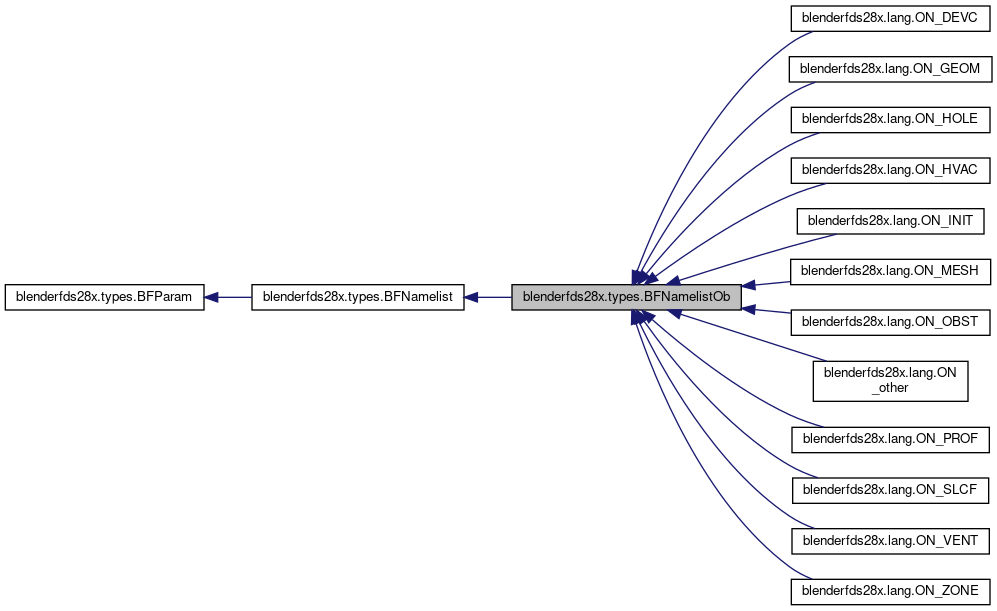 blenderfds28x.types.BFParam
blenderfds28x.types.BFNamelist
blenderfds28x.types.BFNamelistOb
blenderfds28x.lang.ON_DEVC
blenderfds28x.lang.ON_GEOM
blenderfds28x.lang.ON_HOLE
blenderfds28x.lang.ON_HVAC
blenderfds28x.lang.ON_INIT
blenderfds28x.lang.ON_MESH
blenderfds28x.lang.ON_OBST
blenderfds28x.lang.ON
_other
blenderfds28x.lang.ON_PROF
blenderfds28x.lang.ON_SLCF
blenderfds28x.lang.ON_VENT
blenderfds28x.lang.ON_ZONE